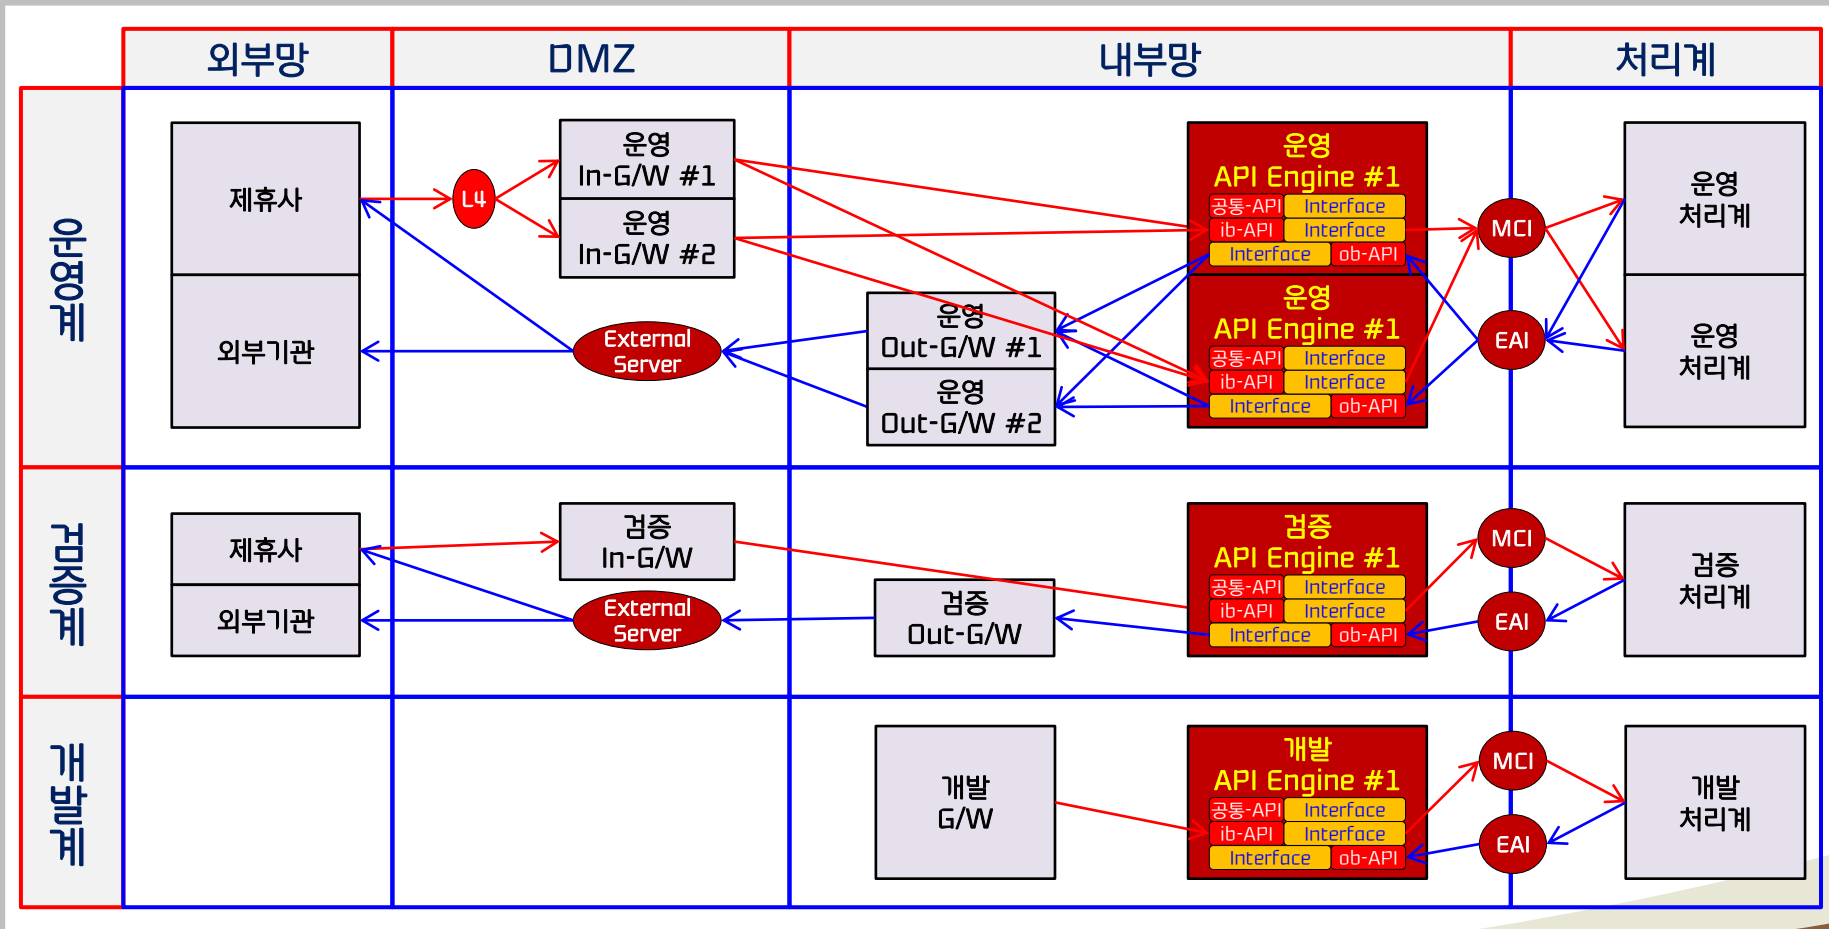 외부망
DMZ
내부망
처리계
운영계
제휴사
외부기관
L4
운영
In-G/W #1
운영
In-G/W #2
External
Server
운영
Out-G/W #1
운영
Out-G/W #2
운영
API Engine #1
공통-API Interface
ib-API Interface
Interface ob-API
운영
API Engine #1
공통-API Interface
ib-API Interface
Interface ob-API
MCI
EAI
운영
처리계
운영
처리계
검증계
제휴사
외부기관
검증
In-G/W
External
Server
검증
Out-G/W
검증
API Engine #1
공통-API Interface
ib-API Interface
Interface ob-API
MCI
EAI
검증
처리계
개발계
개발
G/W
개발
API Engine #1
공통-API Interface
ib-API Interface
Interface ob-API
MCI
EAI
개발
처리계